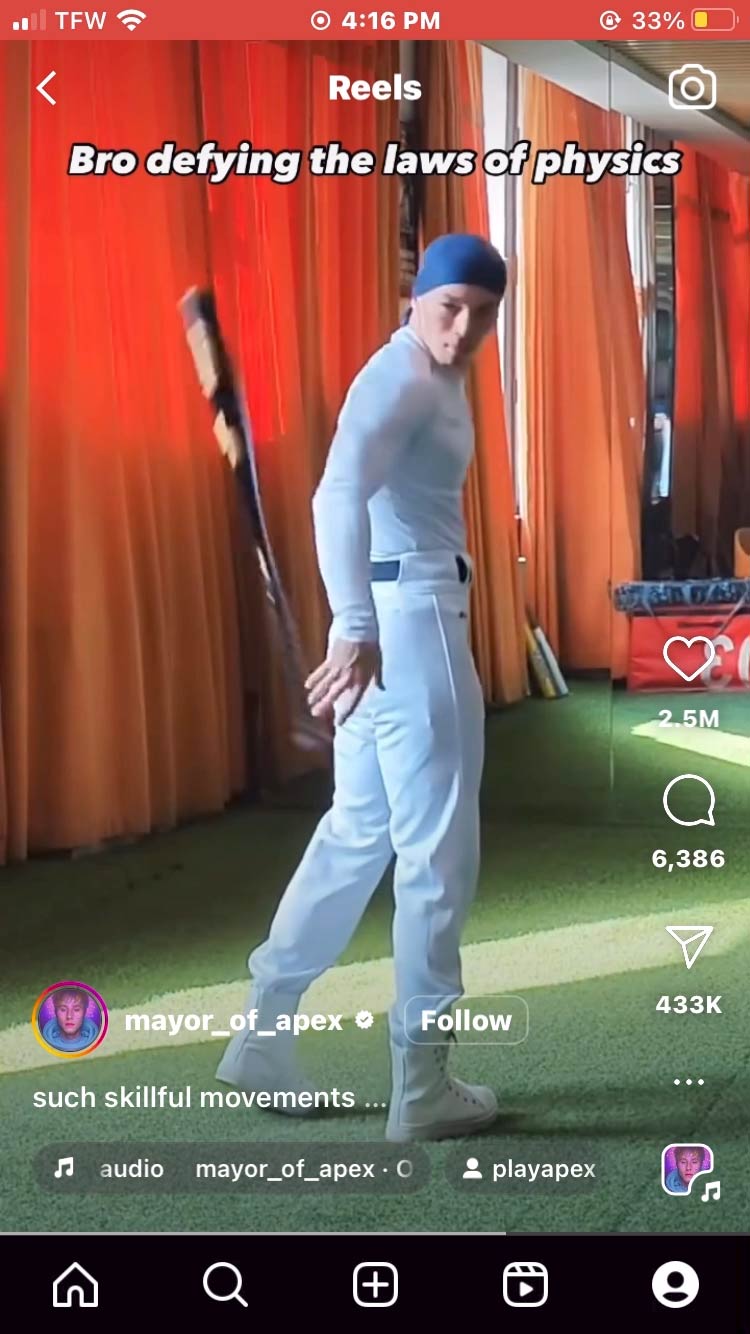 TFW
4:16 PM
33%
Reels
Bro defying the laws of physics
2.5M
6,386
433K
mayor_of_apex
Follow
such skillful movements ...
audio mayor_of_apex ·
playapex